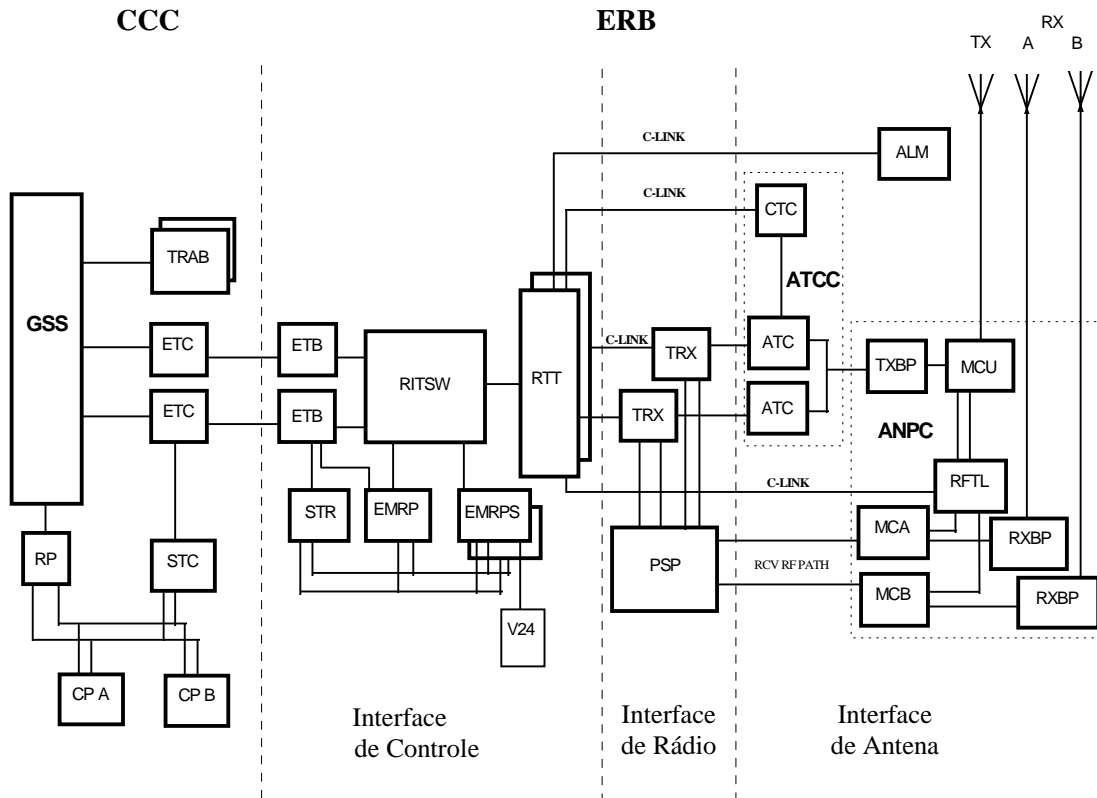 CCC
ERB
RX
TX A B
C-LINK
ALM
C-LINK
CTC
TRAB
ATCC
GSS
ETC
ETB
RITSW
RTT
C-LINK
TRX
ATC
TXBP
MCU
ETC
ETB
TRX
ATC
ANPC
C-LINK
RFTL
STR
EMRP
EMRPS
MCA
RXBP
RP
STC
PSP
RCV RF PATH
MCB
RXBP
V24
CP A
CP B
Interface
de Controle
Interface
de Rádio
Interface
de Antena